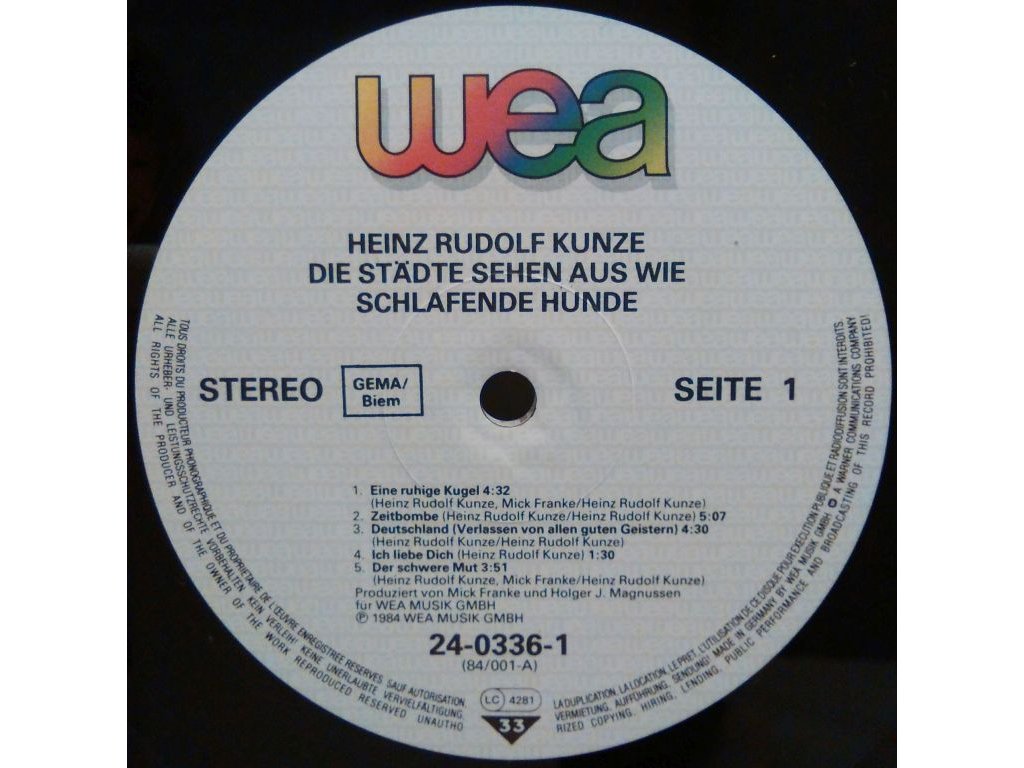 wea
HEINZ RUDOLF KUNZE
DIE STÄDTE SEHEN AUS WIE
SCHLAFENDE HUNDE
STEREO
GEMA/
Biem
SEITE 1
1. Eine ruhige Kugel 4:32
(Heinz Rudolf Kunze, Mick Franke/Heinz Rudolf Kunze)
2. Zeitbombe (Heinz Rudolf Kunze/Heinz Rudolf Kunze) 5:07
3. Deutschland (Verlassen von allen guten Geistern) 4:30
(Heinz Rudolf Kunze/Heinz Rudolf Kunze)
4. Ich liebe Dich (Heinz Rudolf Kunze) 1:30
5. Der schwere Mut 3:51
(Heinz Rudolf Kunze, Mick Franke/Heinz Rudolf Kunze)
Produziert von Mick Franke und Holger J. Magnussen
für WEA MUSIK GMBH
℗ 1984 WEA MUSIK GMBH
24-0336-1
(84/001-A)
LC 4281
33
TOUS DROITS DU PRODUCTEUR PHONOGRAPHIQUE ET DU PROPRIETAIRE DE L'ŒUVRE ENREGISTREE RESERVES SAUF AUTORISATION, LA DUPLICATION, LA LOCATION, LE PRET, L'UTILISATION DE CE DISQUE POUR EXECUTION PUBLIQUE ET RADIODIFFUSION SONT INTERDITS.
ALLE URHEBER- UND LEISTUNGSSCHUTZRECHTE VORBEHALTEN KEIN VERLEIH! KEINE UNERLAUBTE VERVIELFÄLTIGUNG, VERMIETUNG, AUFFÜHRUNG, SENDUNG! MADE IN GERMANY BY WEA MUSIK GMBH. A WARNER COMMUNICATIONS COMPANY
ALL RIGHTS OF THE PRODUCER AND OF THE OWNER OF THE WORK REPRODUCED RESERVED UNAUTHORIZED COPYING, HIRING, LENDING, PUBLIC PERFORMANCE AND BROADCASTING OF THIS RECORD PROHIBITED!